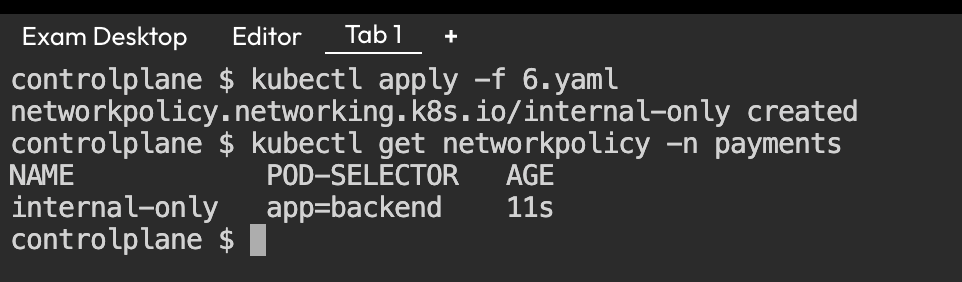 Exam Desktop Editor Tab 1 +
controlplane $ kubectl apply -f 6.yaml
networkpolicy.networking.k8s.io/internal-only created
controlplane $ kubectl get networkpolicy -n payments
NAME            POD-SELECTOR   AGE
internal-only   app=backend    11s
controlplane $